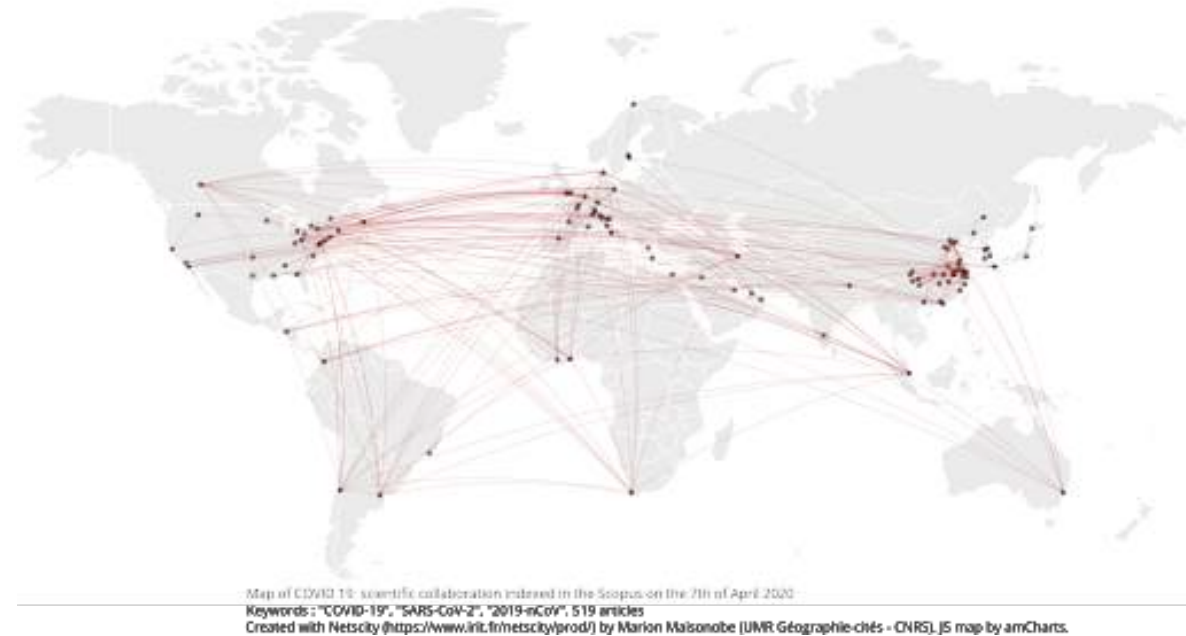 Map of COVID 19: scientific collaboration indexed in the Scopus on the 7th of April 2020
Keywords : "COVID-19", "SARS-CoV-2", "2019-nCoV". 519 articles
Created with Netscity (https://www.irit.fr/netscity/prod/) by Marion Maisonobe (UMR Géographie-cités - CNRS). JS map by amCharts.